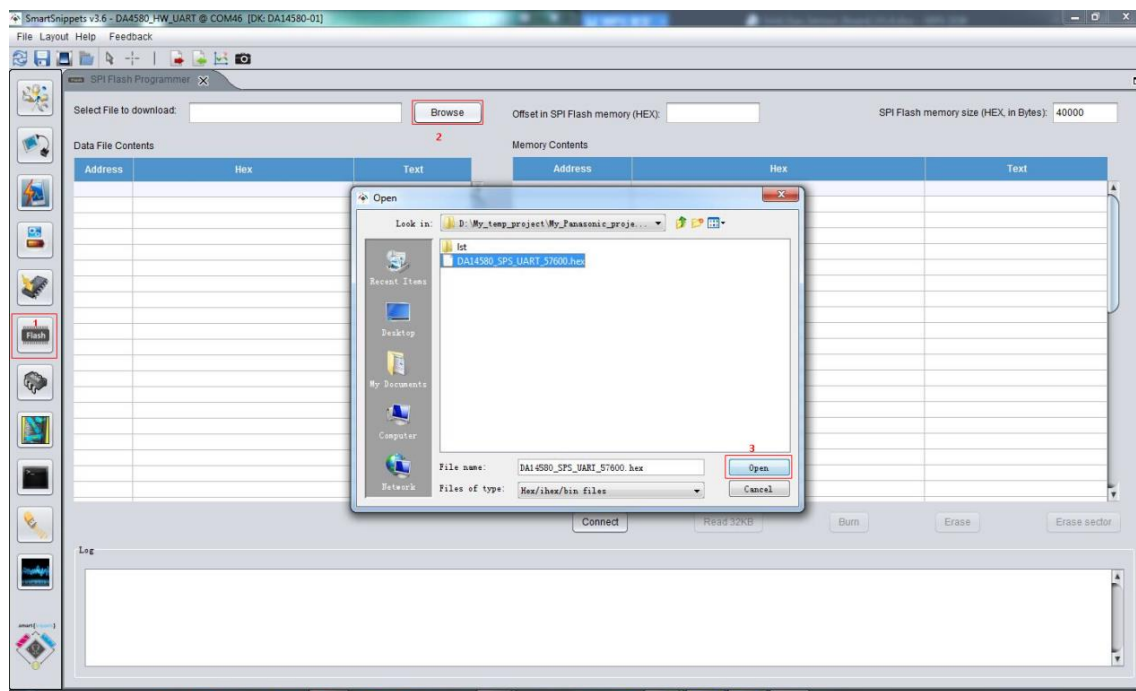 SmartSnippets v3.6 - DA4580_HW_UART @ COM46 [DK: DA14580-01]
File Layout Help Feedback
SPI Flash Programmer
Select File to download:
Browse
Offset in SPI Flash memory (HEX):
SPI Flash memory size (HEX, in Bytes): 40000
2
Data File Contents
Memory Contents
Address Hex Text
Address Hex Text
Open
Look in: D:\My_temp_project\My_Panasonic_proje...
lst
DA14580_SPS_UART_57600.hex
Recent Items
Desktop
My Documents
Computer
Network
1
Flash
3
File name: DA14580_SPS_UART_57600.hex
Open
Files of type: Hex/ihex/bin files
Cancel
Connect Read 32KB Burn Erase Erase sector
Log